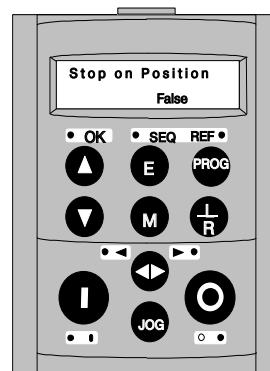 Stop on Position
False
OK SEQ REF
E PROG
M L/R
I O
JOG
I O